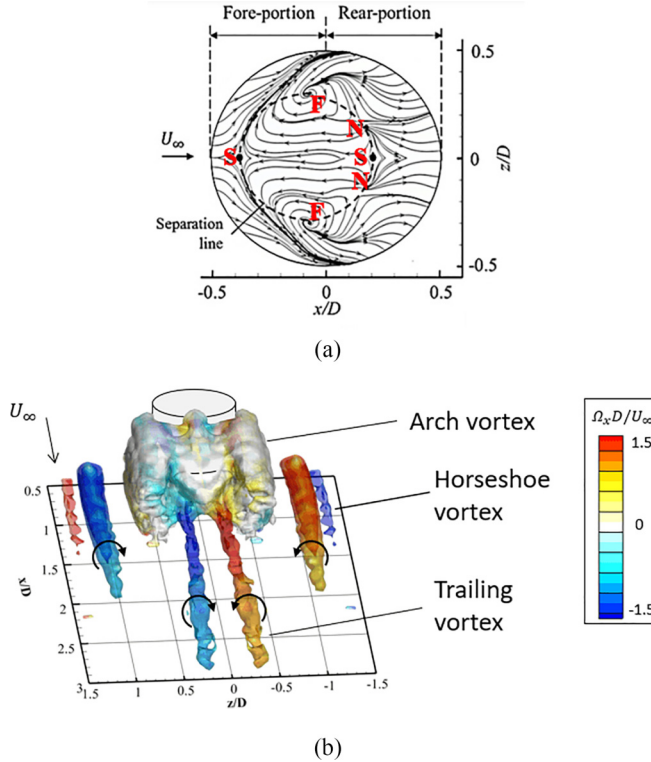 Fore-portion Rear-portion
0.5
F
N
U∞
S S 0 z/D
N
F
Separation
line
-0.5
-0.5 0 0.5
x/D
(a)
U∞
Arch vortex
Horseshoe
vortex
Trailing
vortex
ΩₓD/U∞
1.5
0
-1.5
0.5
1
1.5
2
2.5
3
x/D
1.5 1 0.5 0 -0.5 -1 -1.5
z/D
(b)